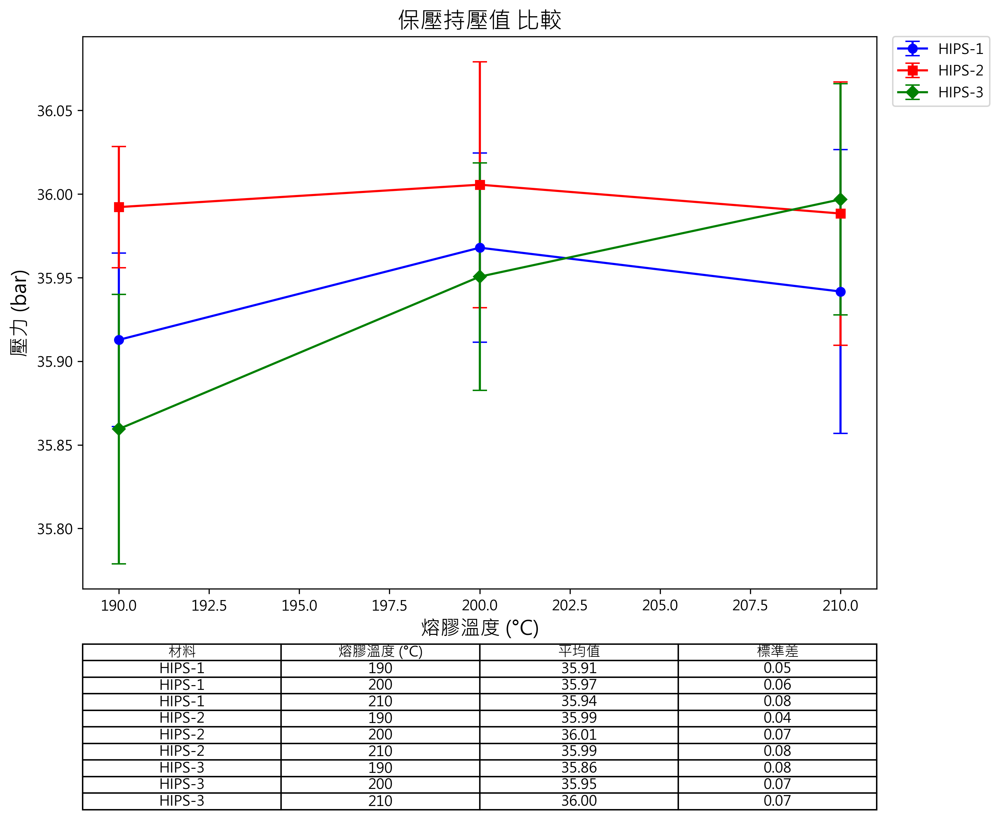 保壓持壓值 比較
HIPS-1
HIPS-2
HIPS-3
壓力 (bar)
36.05
36.00
35.95
35.90
35.85
35.80
190.0 192.5 195.0 197.5 200.0 202.5 205.0 207.5 210.0
熔膠溫度 (°C)
材料 熔膠溫度 (°C) 平均值 標準差
HIPS-1 190 35.91 0.05
HIPS-1 200 35.97 0.06
HIPS-1 210 35.94 0.08
HIPS-2 190 35.99 0.04
HIPS-2 200 36.01 0.07
HIPS-2 210 35.99 0.08
HIPS-3 190 35.86 0.08
HIPS-3 200 35.95 0.07
HIPS-3 210 36.00 0.07